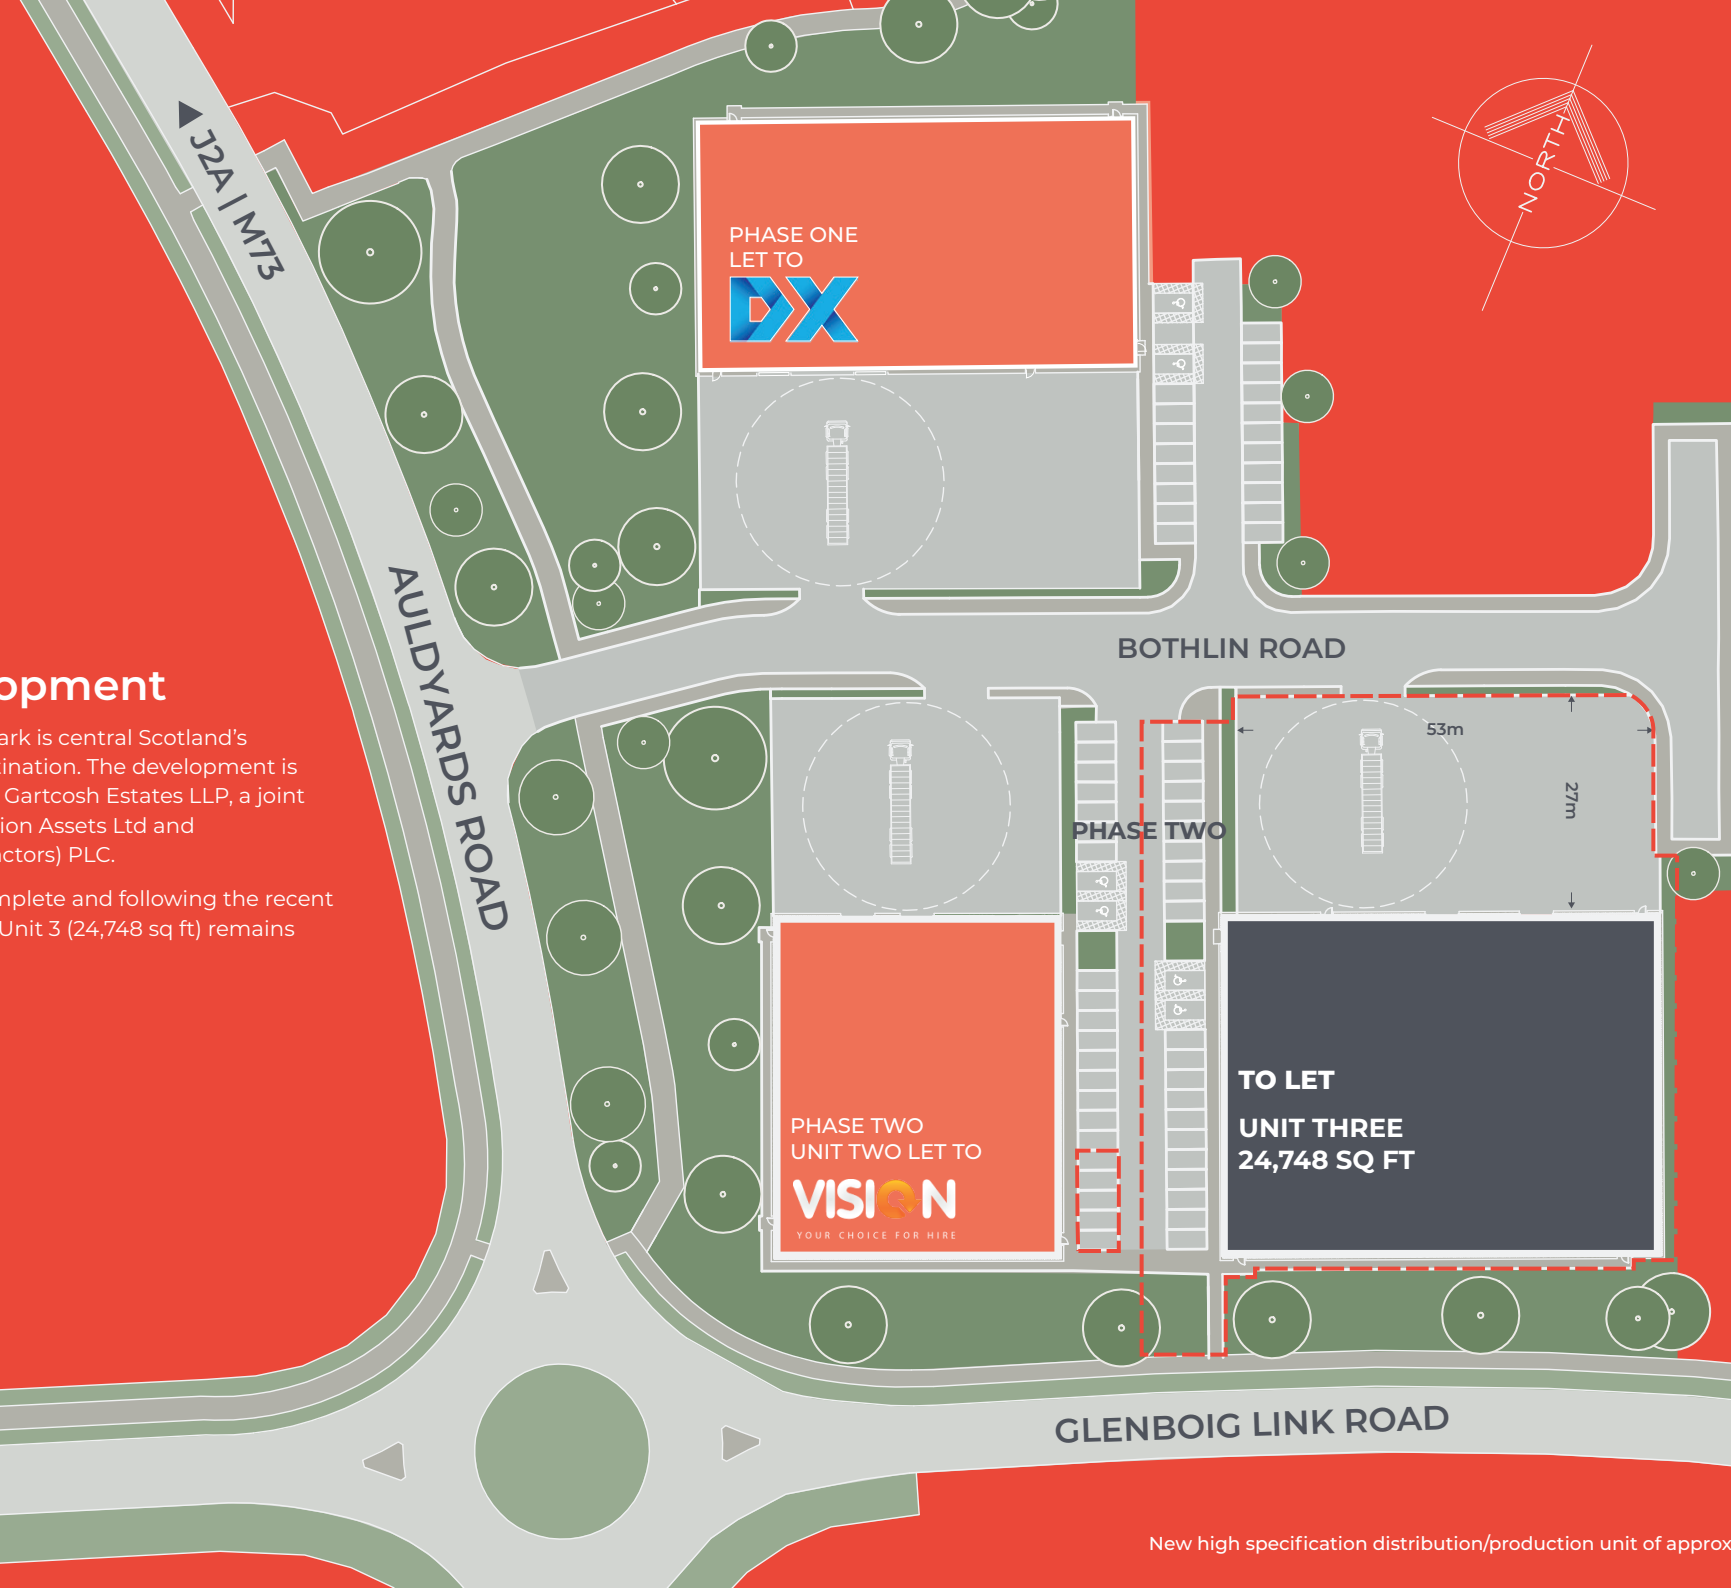 J2A | M73
NORTH
PHASE ONE
LET TO
DX
AULDYARDS ROAD
BOTHLIN ROAD
opment
ark is central Scotland's
tination. The development is
Gartcosh Estates LLP, a joint
ion Assets Ltd and
actors) PLC.
mplete and following the recent
Unit 3 (24,748 sq ft) remains
53m
27m
PHASE TWO
TO LET
UNIT THREE
24,748 SQ FT
PHASE TWO
UNIT TWO LET TO
VISION
YOUR CHOICE FOR HIRE
GLENBOIG LINK ROAD
New high specification distribution/production unit of approx